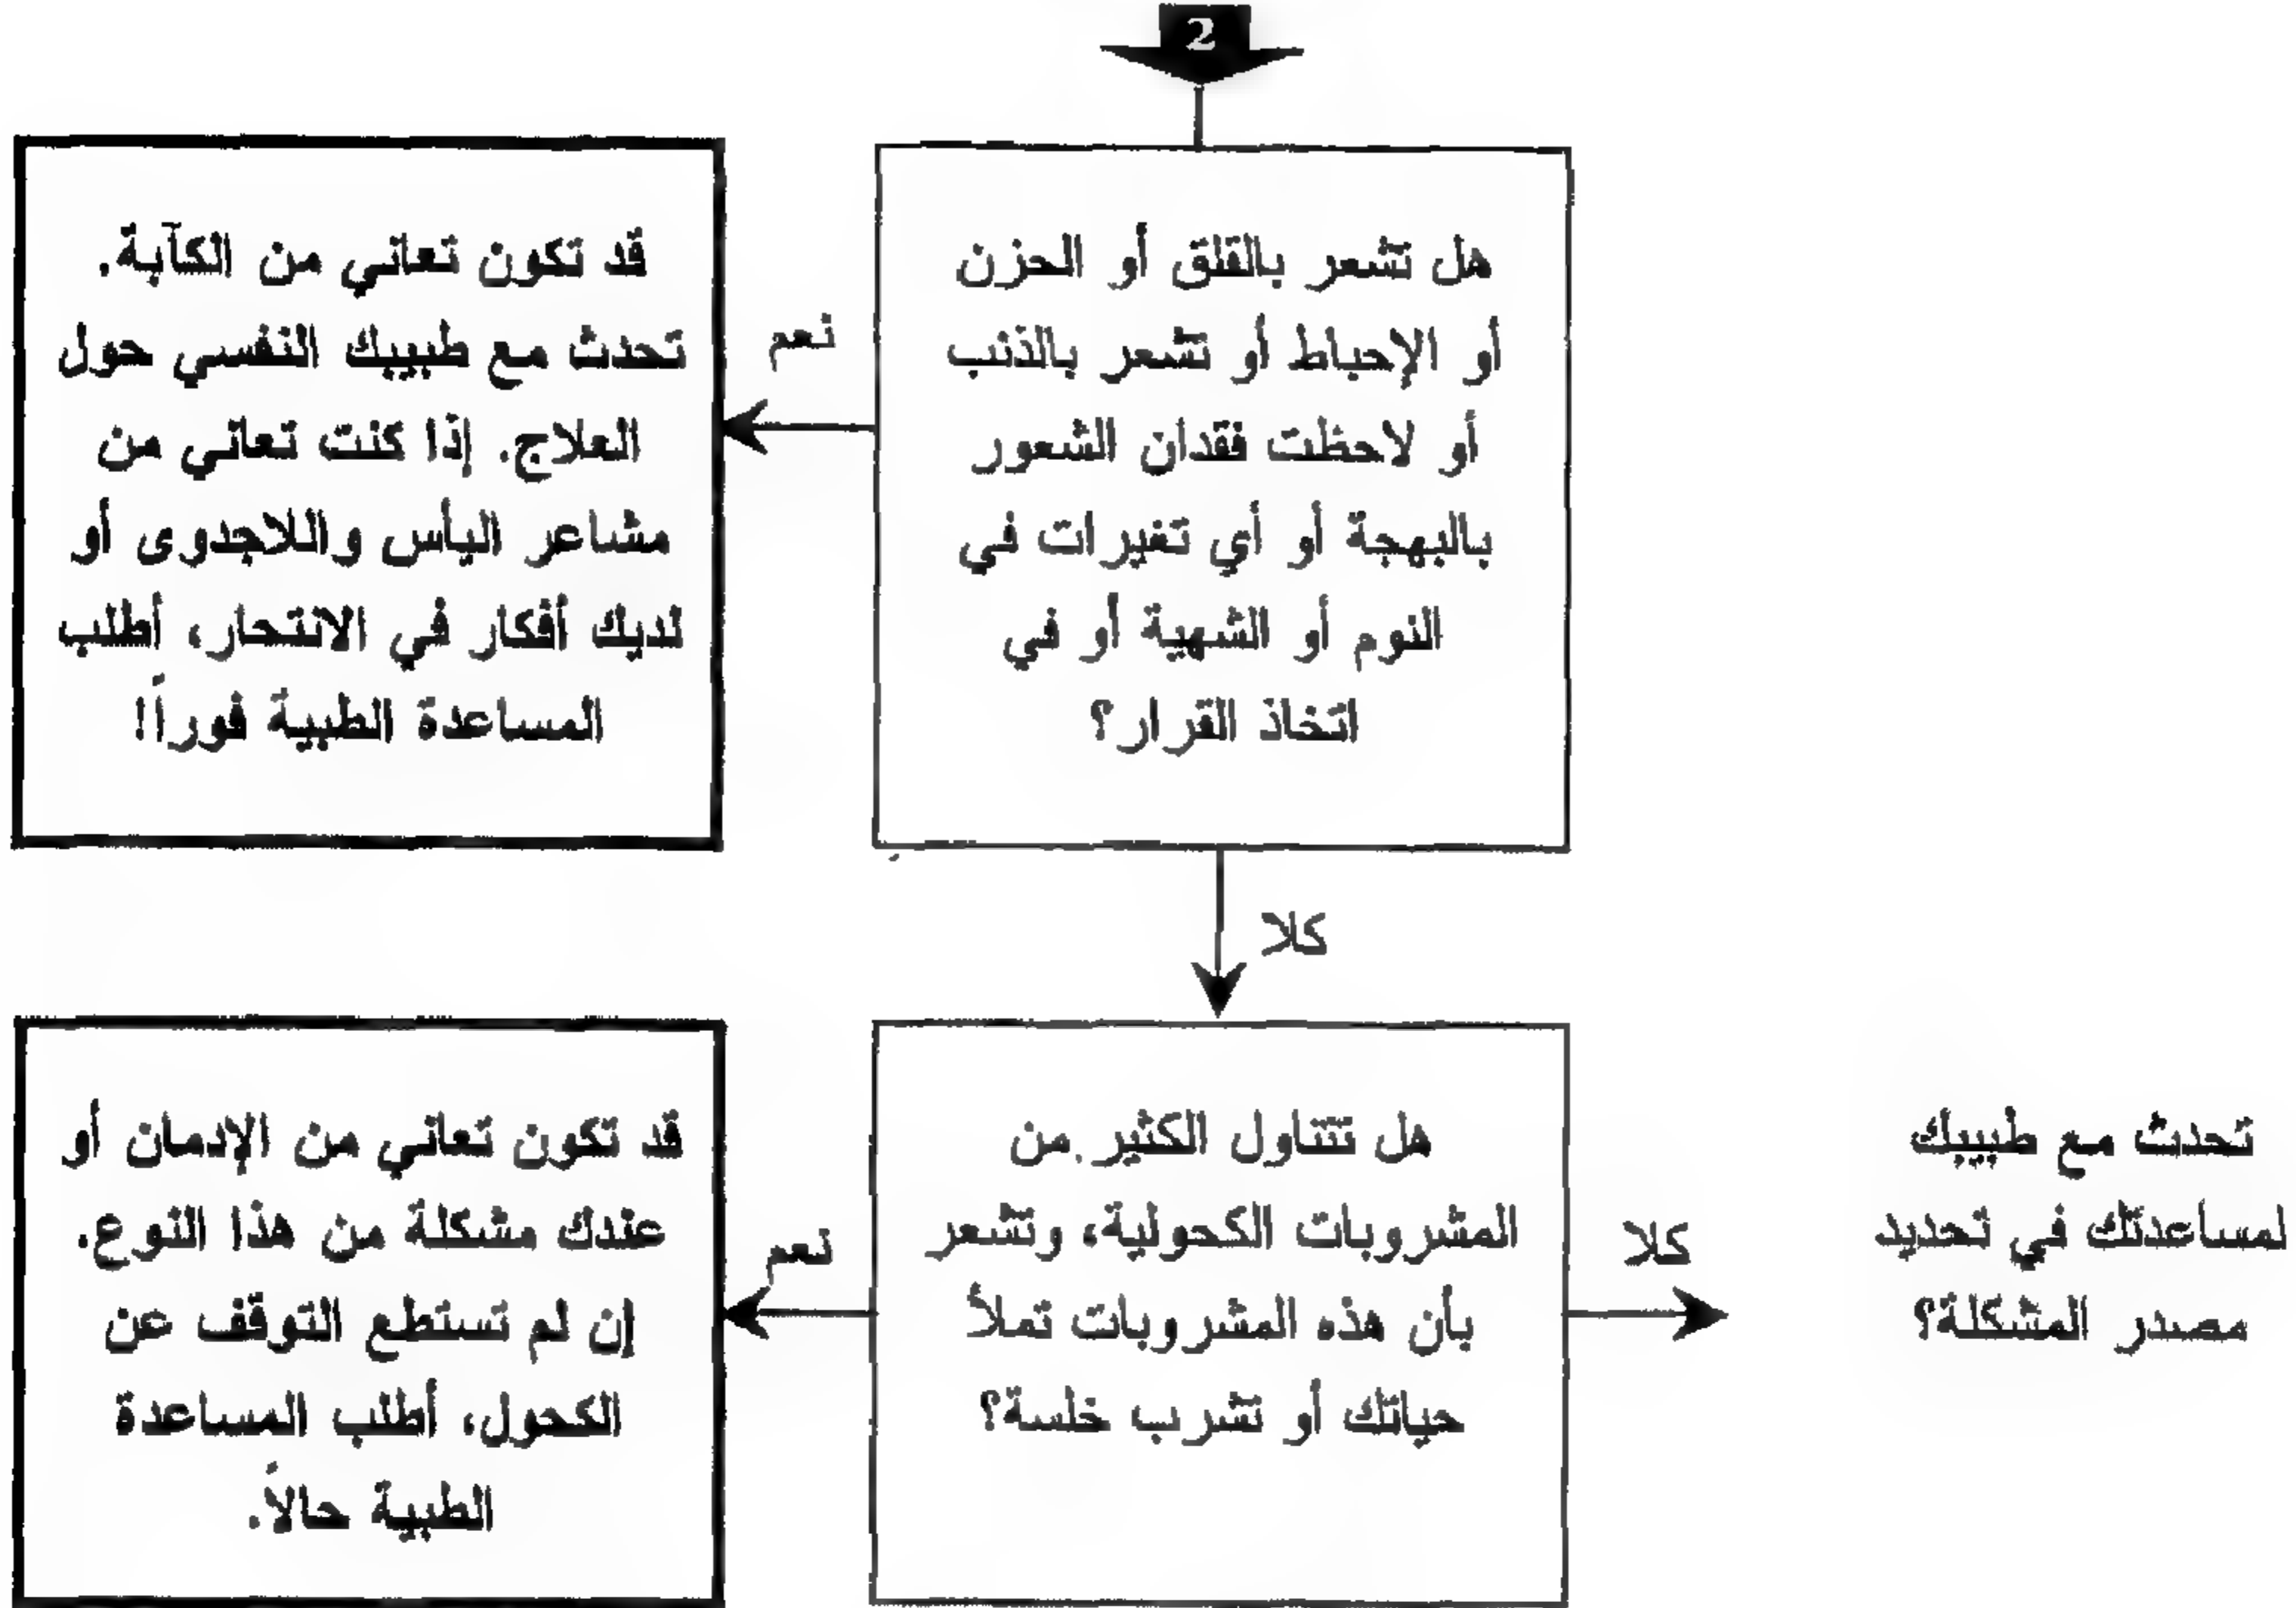 2
هل تشعر بالقلق أو الحزن
أو الإحباط أو تشعر بالذنب
أو لاحظت فقدان الشعور
بالبهجة أو أي تغيرات في
النوم أو الشهية أو في
اتخاذ القرار؟
نعم
قد تكون تعاني من الكآبة.
تحدث مع طبيبك النفسي حول
العلاج. إذا كنت تعاني من
مشاعر اليأس واللاجدوى أو
لديك أفكار في الانتحار، أطلب
المساعدة الطبية فوراً!
كلا
هل تتناول الكثير من
المشروبات الكحولية، وتشعر
بأن هذه المشروبات تملأ
حياتك أو تشرب خلسة؟
نعم
قد تكون تعاني من الإدمان أو
عندك مشكلة من هذا النوع.
إن لم تستطع التوقف عن
الكحول، أطلب المساعدة
الطبية حالاً.
كلا
تحدث مع طبيبك
لمساعدتك في تحديد
مصدر المشكلة؟